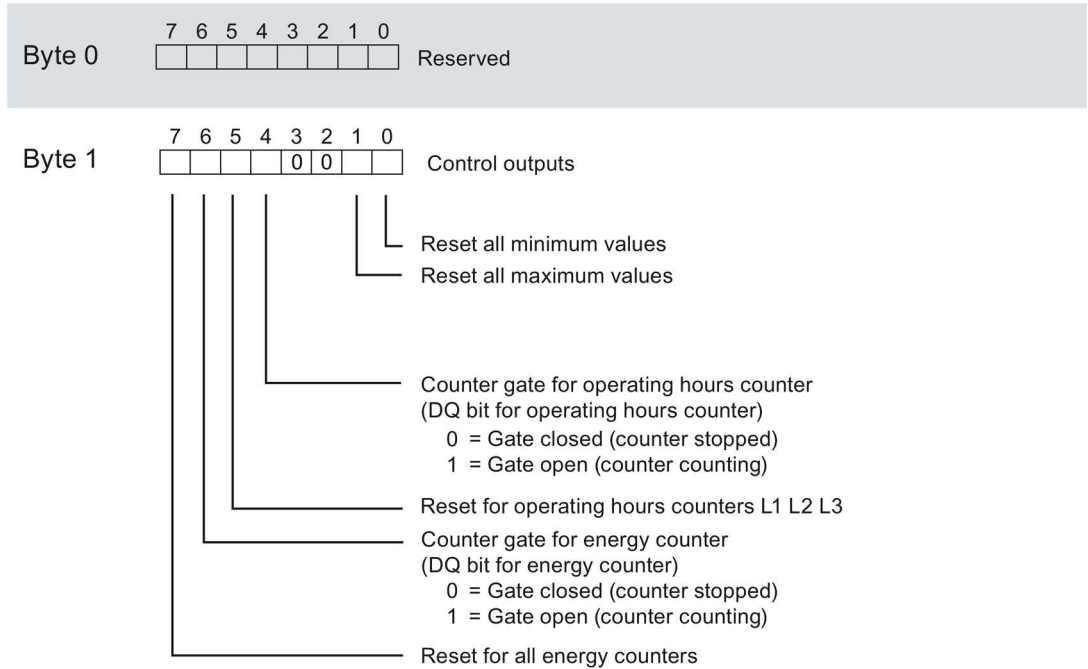 7 6 5 4 3 2 1 0
Byte 0 Reserved
7 6 5 4 3 2 1 0
Byte 1 0 0 Control outputs
Reset all minimum values
Reset all maximum values
Counter gate for operating hours counter
(DQ bit for operating hours counter)
0 = Gate closed (counter stopped)
1 = Gate open (counter counting)
Reset for operating hours counters L1 L2 L3
Counter gate for energy counter
(DQ bit for energy counter)
0 = Gate closed (counter stopped)
1 = Gate open (counter counting)
Reset for all energy counters